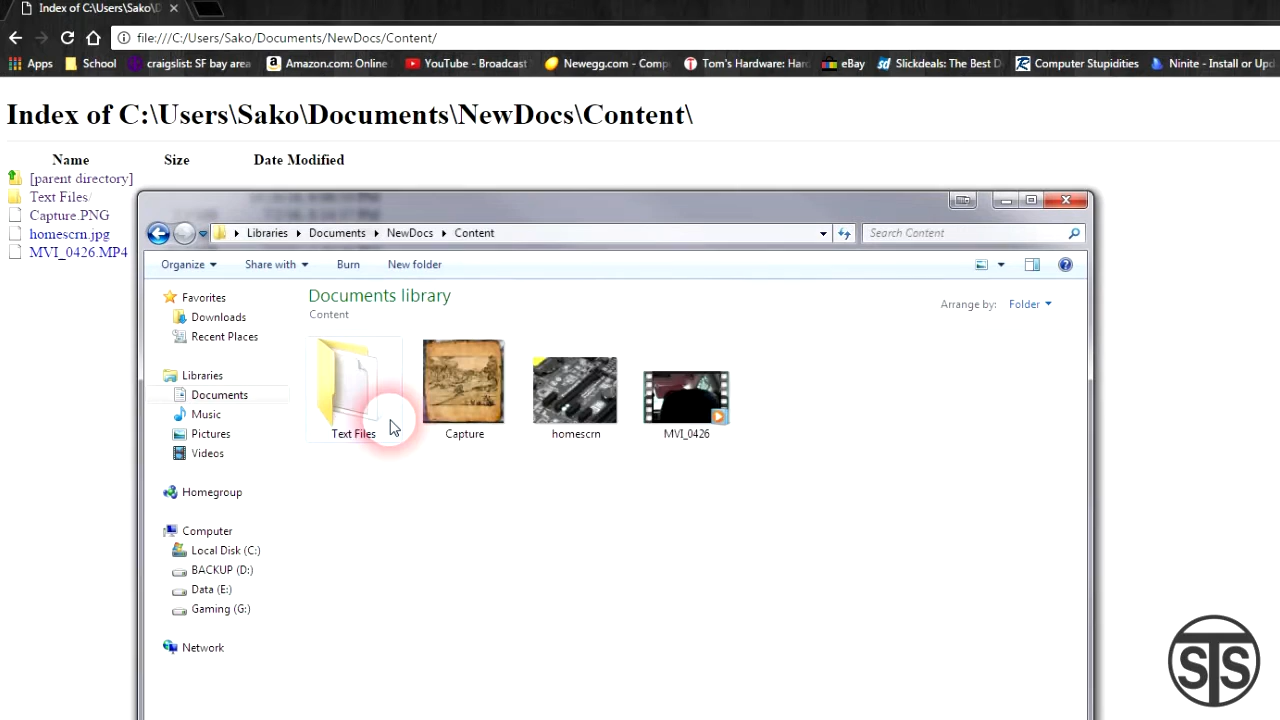 Index of C:\Users\Sako\D
file:///C:/Users/Sako/Documents/NewDocs/Content/
Apps School craigslist: SF bay area Amazon.com: Online YouTube - Broadcast Newegg.com - Comp Tom's Hardware: Har eBay Slickdeals: The Best D Computer Stupidities Ninite - Install or Upd
Index of C:\Users\Sako\Documents\NewDocs\Content\
Name Size Date Modified
[parent directory]
Text Files/
Capture.PNG
homescrn.jpg
MVI_0426.MP4
Libraries Documents NewDocs Content
Search Content
Organize Share with Burn New folder
Documents library
Content
Arrange by: Folder
Favorites
Downloads
Recent Places
Libraries
Documents
Music
Pictures
Videos
Homegroup
Computer
Local Disk (C:)
BACKUP (D:)
Data (E:)
Gaming (G:)
Network
Text Files
Capture
homescrn
MVI_0426
STS